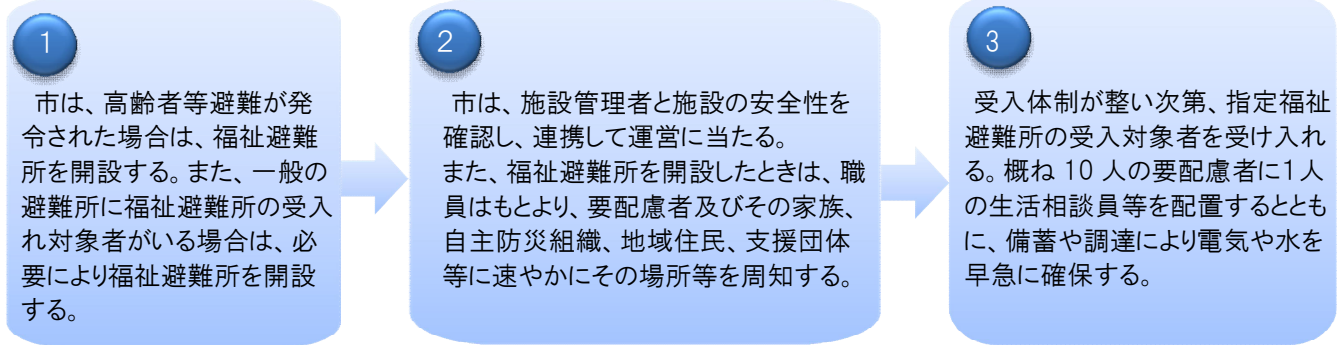 1
市は、高齢者等避難が発
令された場合は、福祉避難
所を開設する。また、一般の
避難所に福祉避難所の受入
れ対象者がいる場合は、必
要により福祉避難所を開設
する。
2
市は、施設管理者と施設の安全性を
確認し、連携して運営に当たる。
また、福祉避難所を開設したときは、職
員はもとより、要配慮者及びその家族、
自主防災組織、地域住民、支援団体
等に速やかにその場所等を周知する。
3
受入体制が整い次第、指定福祉
避難所の受入対象者を受け入れ
る。概ね 10 人の要配慮者に1人
の生活相談員等を配置するととも
に、備蓄や調達により電気や水を
早急に確保する。